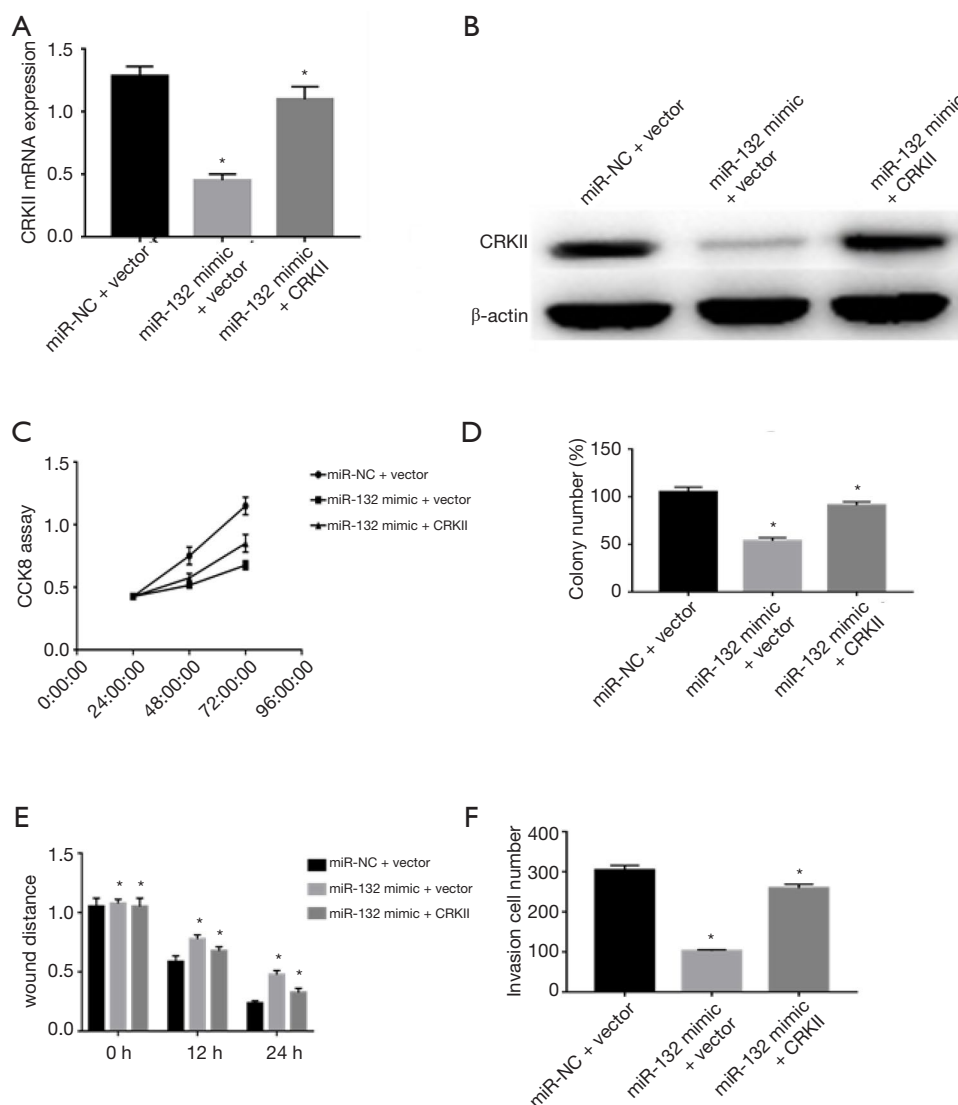 A
CRKII mRNA expression
1.5
1.0
0.5
0.0
*
*
miR-NC + vector
miR-132 mimic
+ vector
miR-132 mimic
+ CRKII
B
miR-NC + vector
miR-132 mimic
+ vector
miR-132 mimic
+ CRKII
CRKII
β-actin
C
CCK8 assay
1.5
1.0
0.5
0.0
0:00:00
24:00:00
48:00:00
72:00:00
96:00:00
miR-NC + vector
miR-132 mimic + vector
miR-132 mimic + CRKII
D
Colony number (%)
150
100
50
0
*
*
miR-NC + vector
miR-132 mimic
+ vector
miR-132 mimic
+ CRKII
E
wound distance
1.5
1.0
0.5
0.0
* *
* *
* *
0 h 12 h 24 h
miR-NC + vector
miR-132 mimic + vector
miR-132 mimic + CRKII
F
Invasion cell number
400
300
200
100
0
*
*
miR-NC + vector
miR-132 mimic
+ vector
miR-132 mimic
+ CRKII